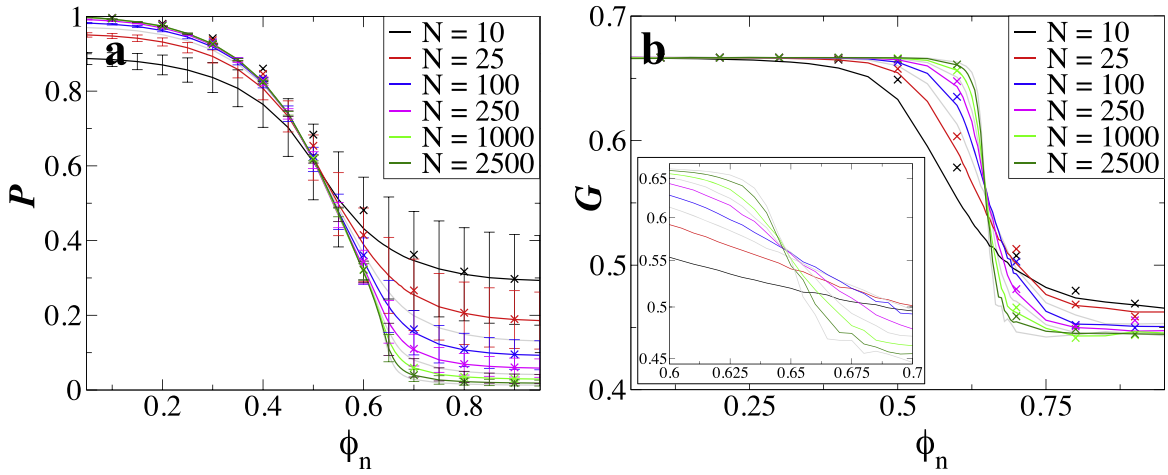 1
0.8
0.6
0.4
0.2
0
P
a
N = 10
N = 25
N = 100
N = 250
N = 1000
N = 2500
0.2 0.4 0.6 0.8
ϕn
0.7
0.6
0.5
0.4
G
b
N = 10
N = 25
N = 100
N = 250
N = 1000
N = 2500
0.65
0.6
0.55
0.5
0.45
0.6 0.625 0.65 0.675 0.7
0.25 0.5 0.75
ϕn